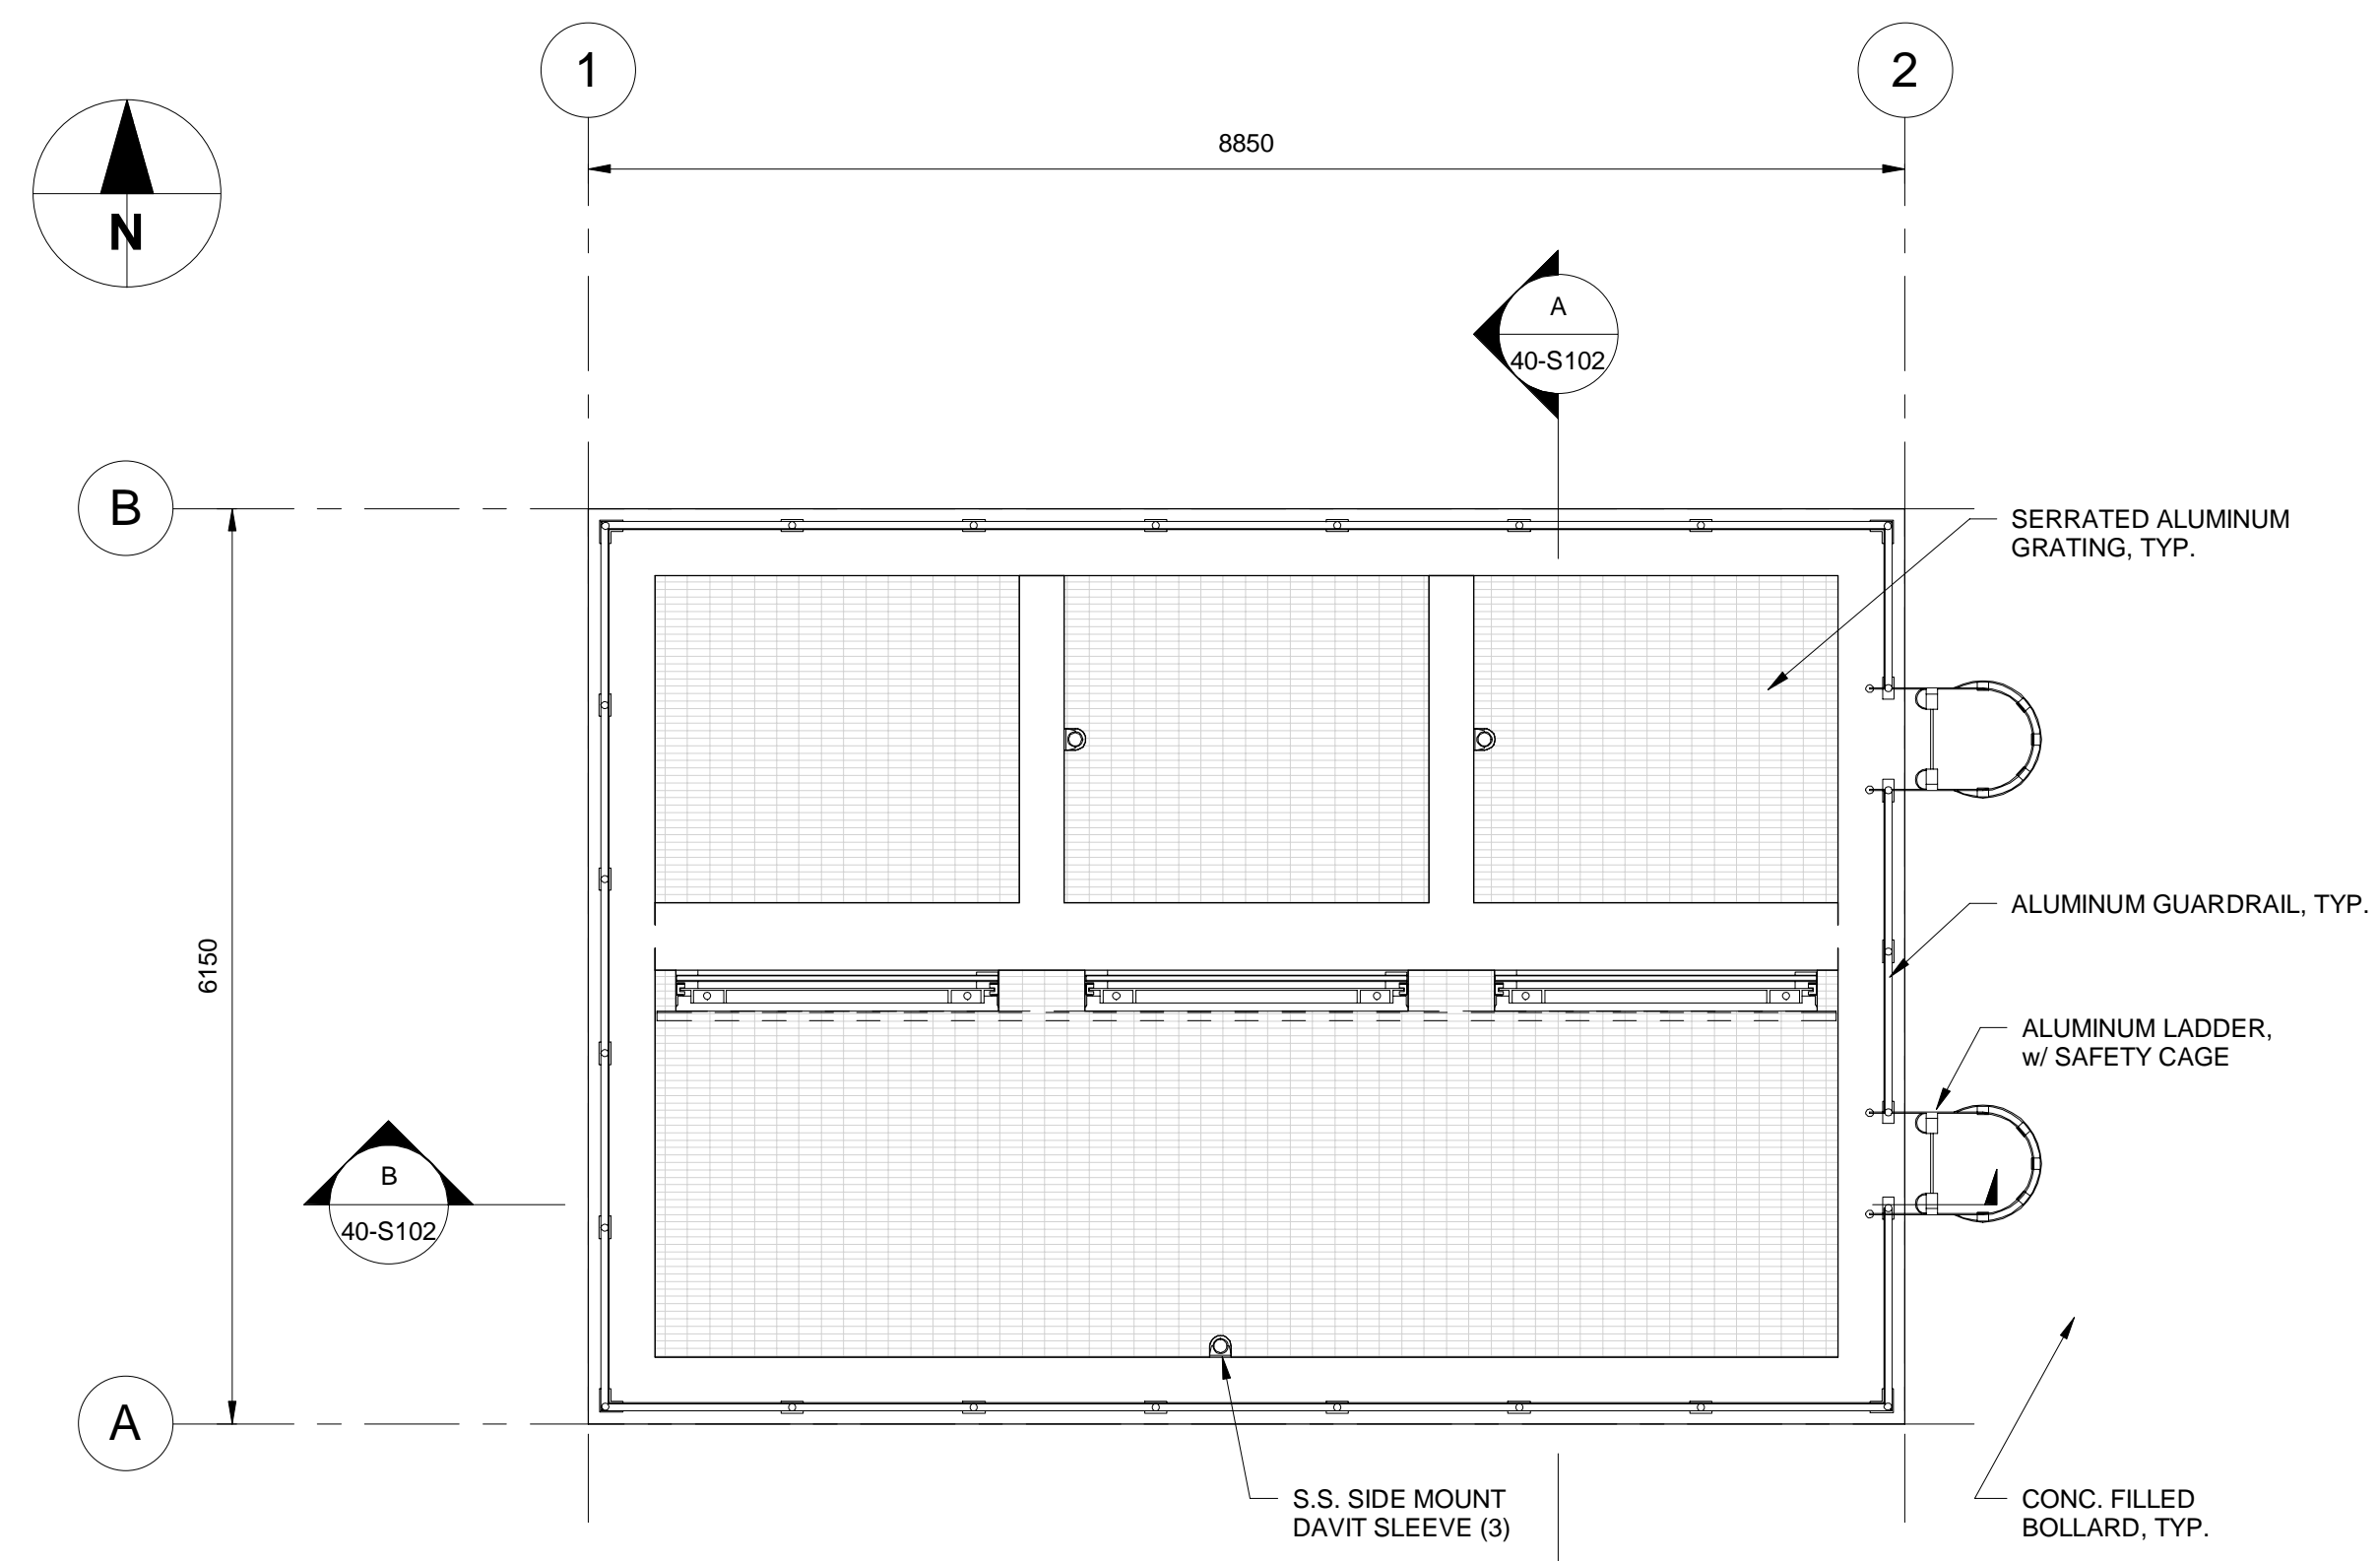 1
2
8850
N
A
40-S102
B
SERRATED ALUMINUM
GRATING, TYP.
ALUMINUM GUARDRAIL, TYP.
6150
ALUMINUM LADDER,
w/ SAFETY CAGE
B
40-S102
A
S.S. SIDE MOUNT
DAVIT SLEEVE (3)
CONC. FILLED
BOLLARD, TYP.